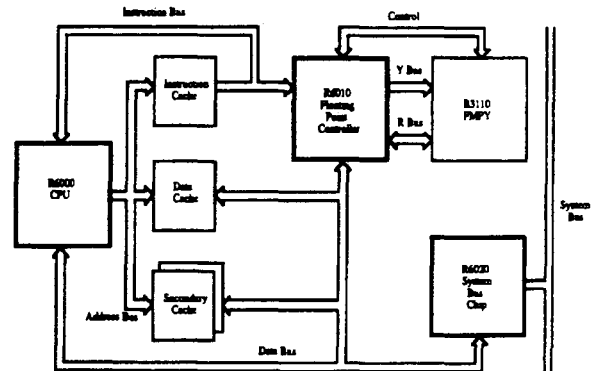 Instruction Bus
Control
Instruction
Cache
R6010
Floating
Point
Controller
Y Bus
R Bus
R3110
FMPY
R6000
CPU
Data
Cache
System
Bus
Secondary
Cache
R6020
System
Bus
Chip
Address Bus
Data Bus